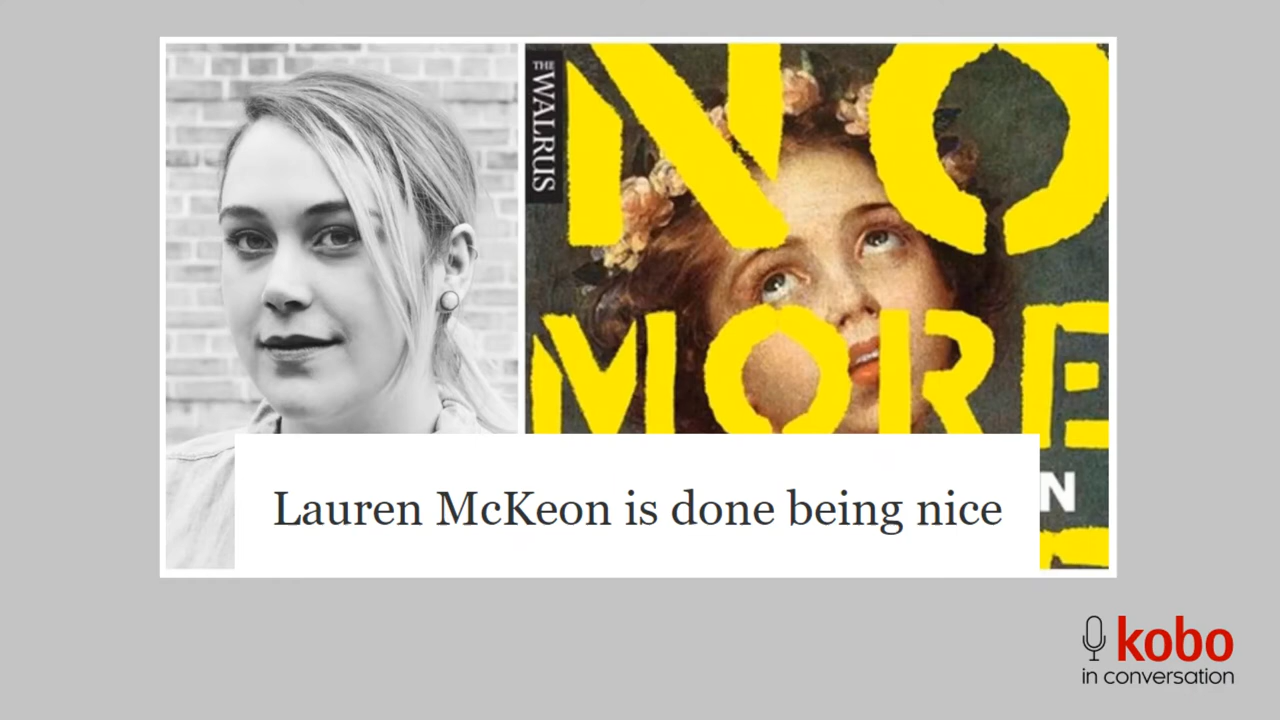 THE WALRUS
NO
MORE
N
Lauren McKeon is done being nice
kobo
in conversation